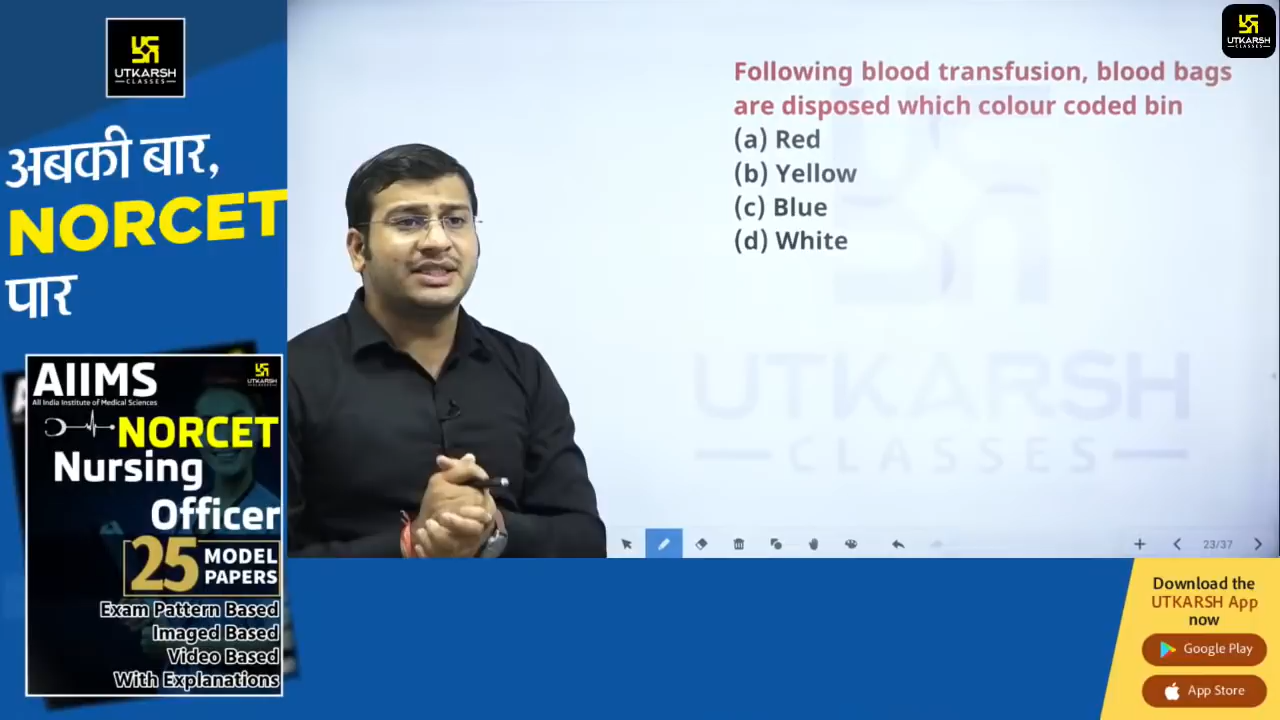 UTKARSH
CLASSES
अबकी बार,
NORCET
पार
AIIMS
All India Institute of Medical Sciences
UTKARSH
NORCET
Nursing
Officer
25 MODEL
PAPERS
Exam Pattern Based
Imaged Based
Video Based
With Explanations
UTKARSH
CLASSES
Following blood transfusion, blood bags
are disposed which colour coded bin
(a) Red
(b) Yellow
(c) Blue
(d) White
UTKARSH
CLASSES
23/37
Download the
UTKARSH App
now
Google Play
App Store